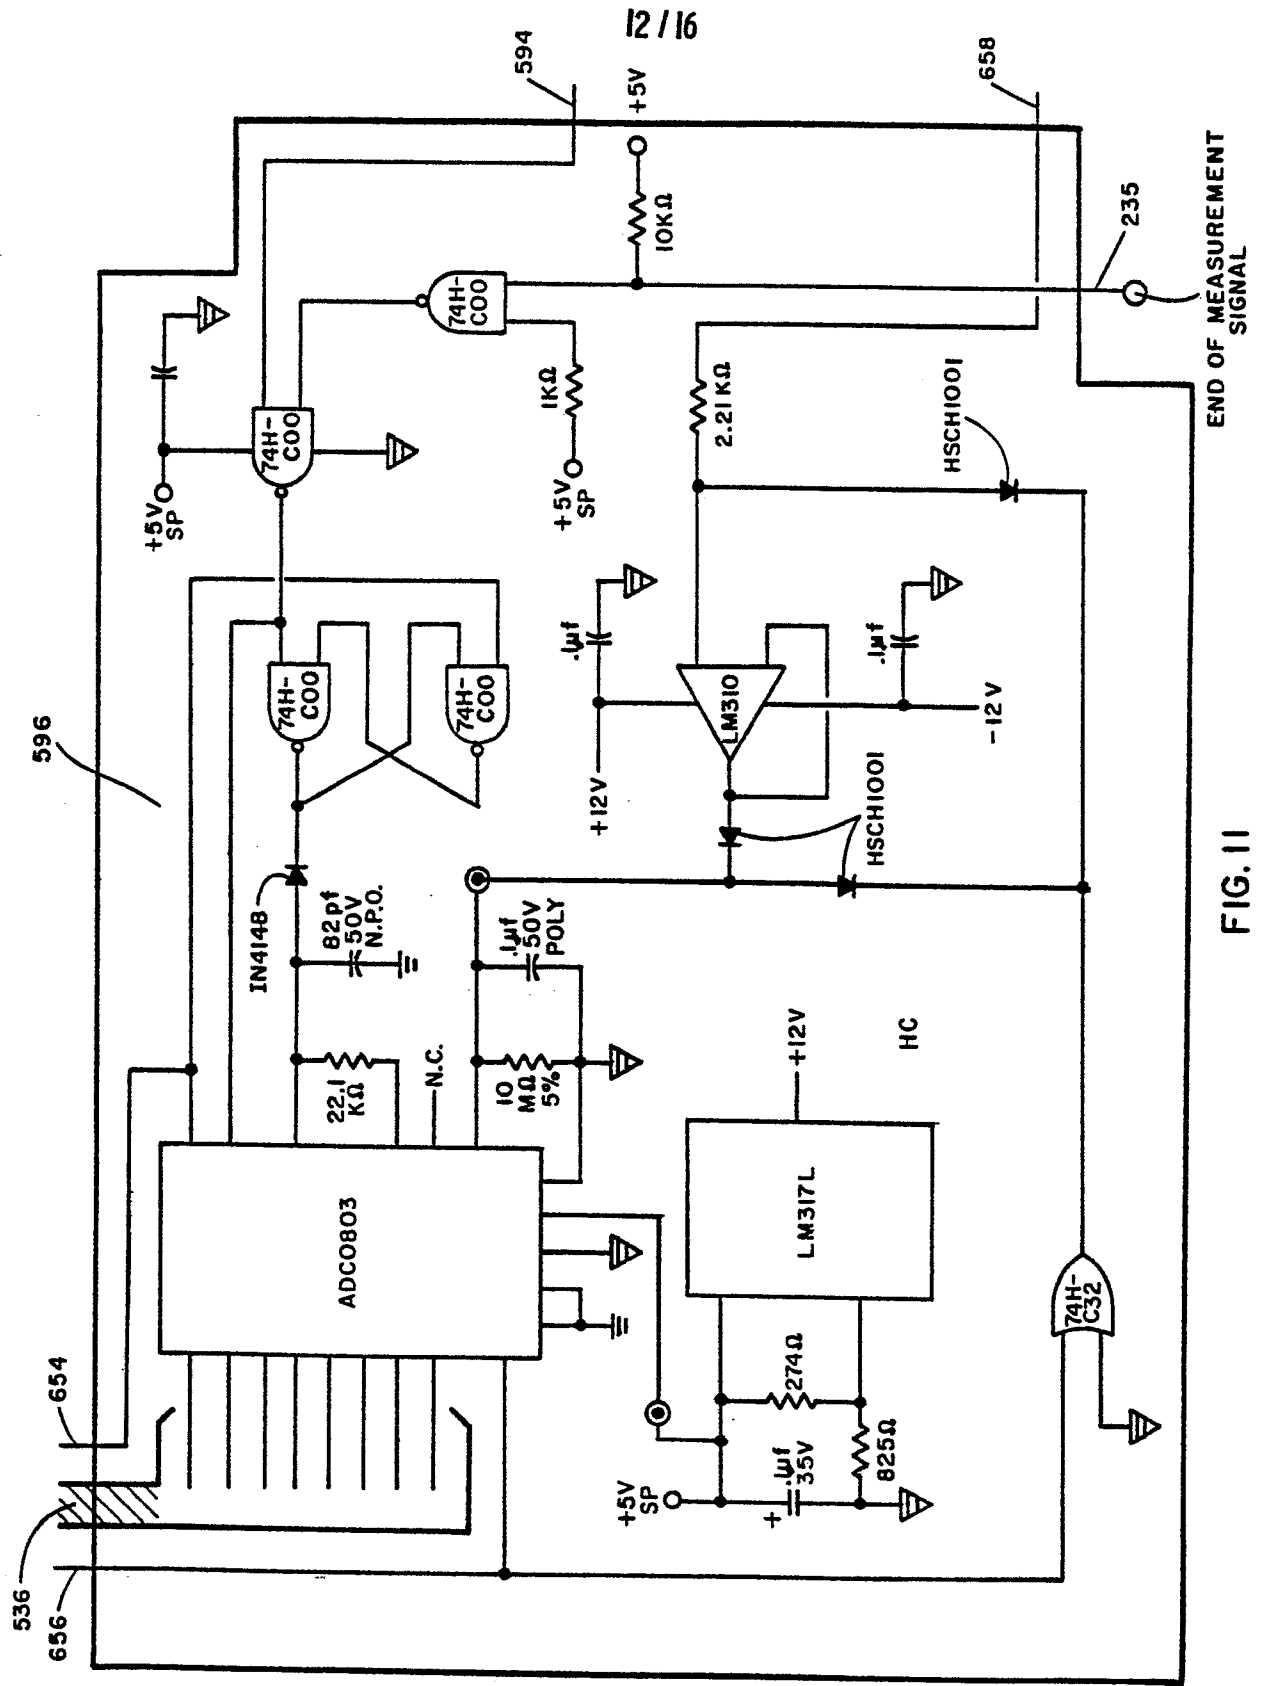 12/16
594
+5V
658
10KΩ
235
END OF MEASUREMENT
SIGNAL
74H-
C00
1KΩ
+5V
SP
2.21KΩ
HSCH1001
74H-
C00
+5V
SP
596
74H-
C00
74H-
C00
.1µf
LM310
.1µf
+12V
-12V
HSCH1001
IN4148
82pf
50V
N.P.O.
.1µf
50V
POLY
22.1
KΩ
N.C.
10
MΩ
5%
+12V
HC
ADC0803
LM317L
74H-
C32
654
274Ω
825Ω
.1µf
35V
+
+5V
SP
536
656
FIG. 11